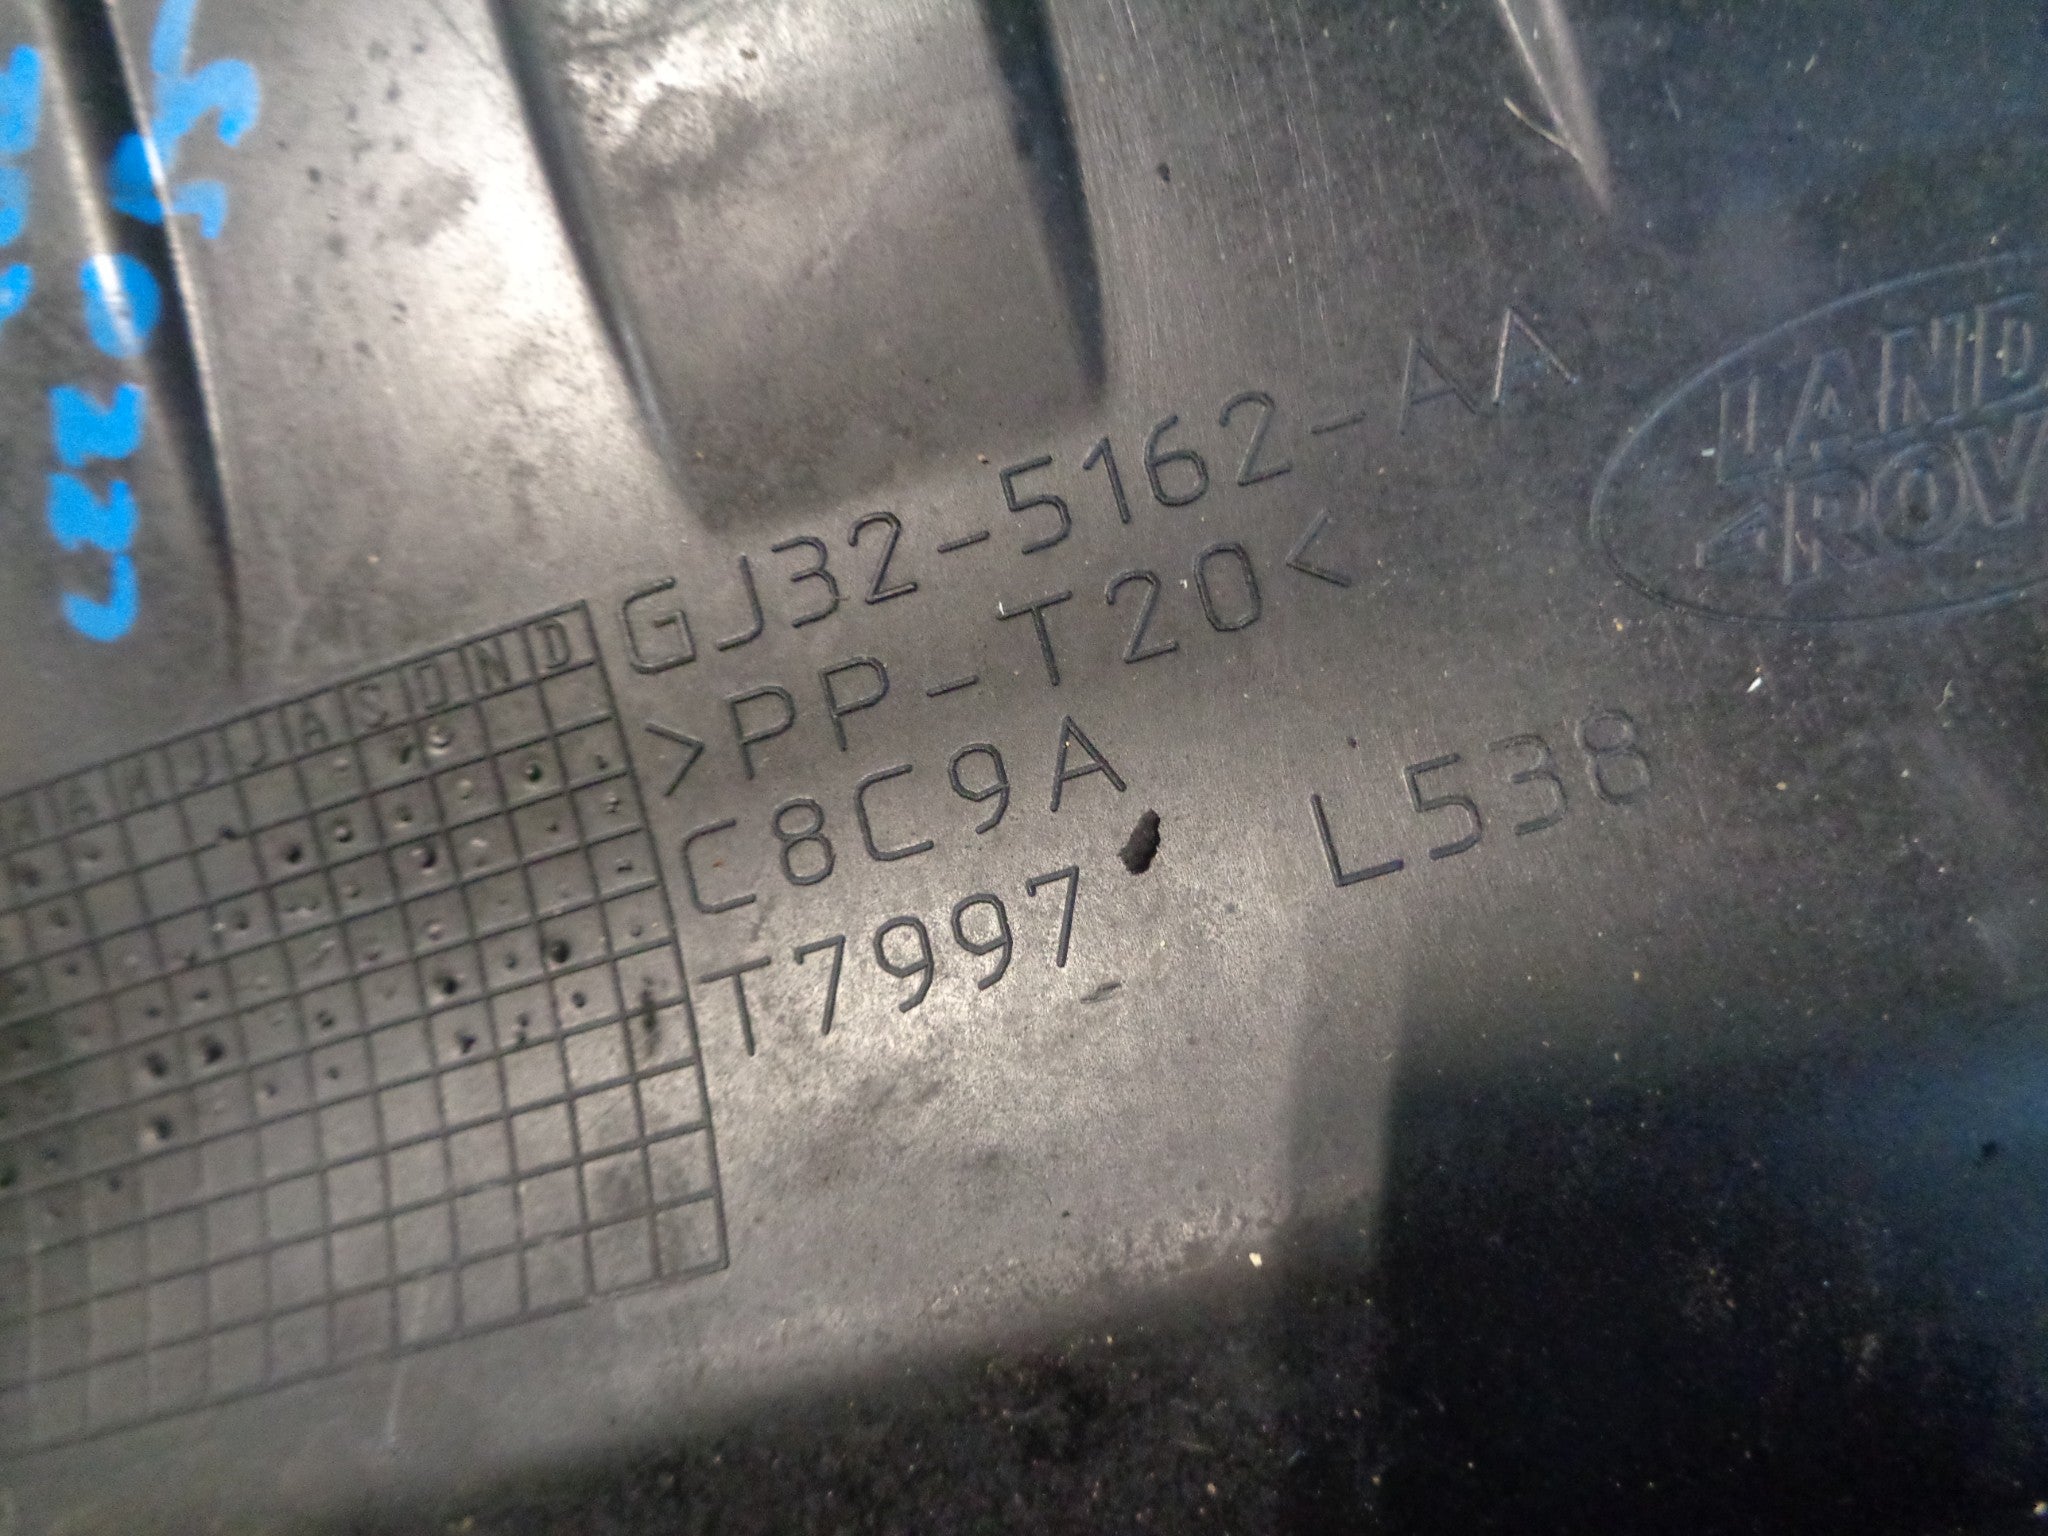 GJ32-5162-AA
>PP-T20<
C8C9A
T7997
L538
LAND
ROV
M A M J J A S O N D